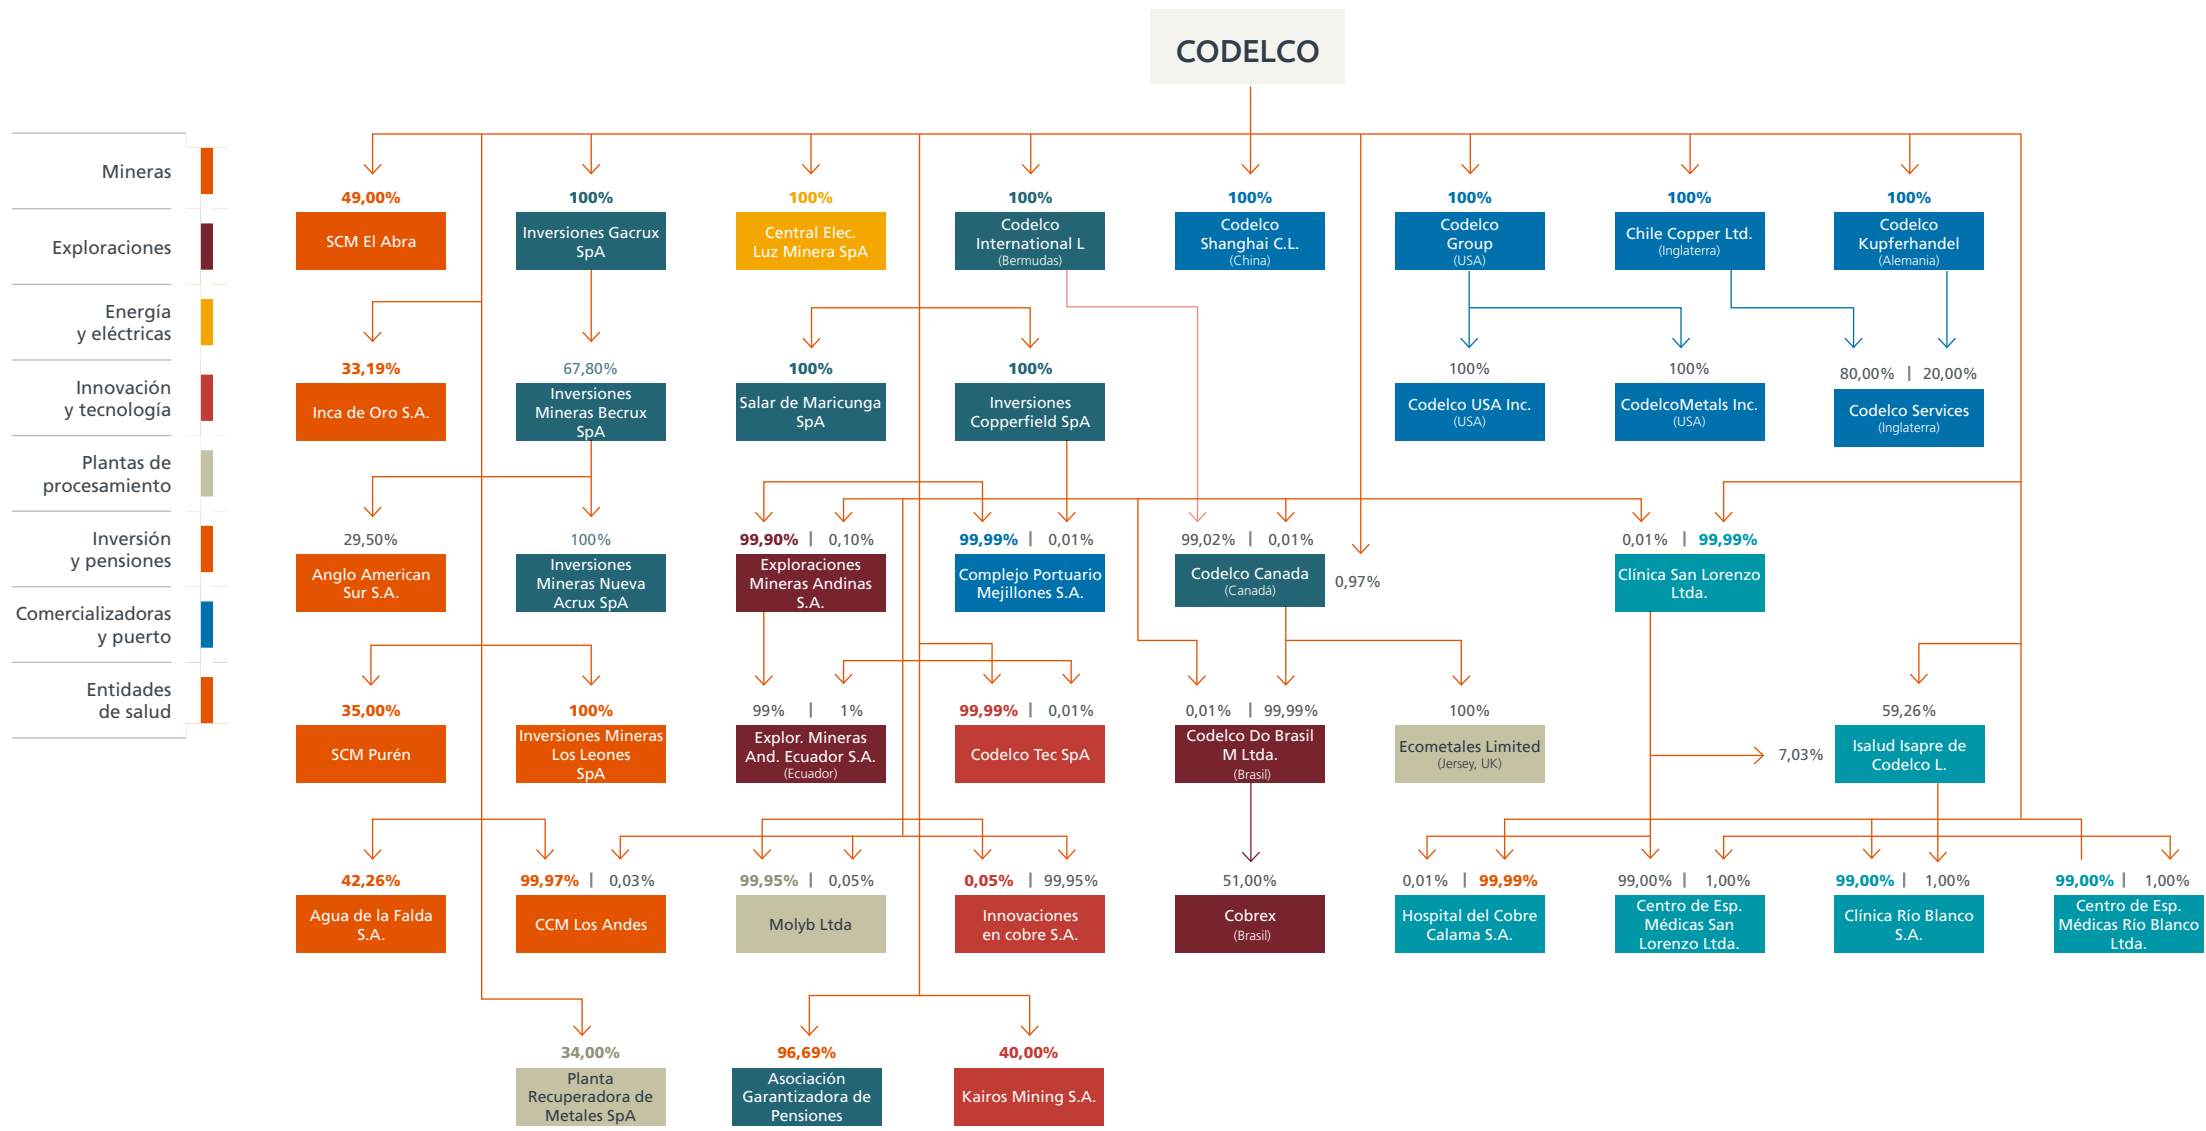 CODELCO
Mineras
Exploraciones
Energía
y eléctricas
Innovación
y tecnología
Plantas de
procesamiento
Inversión
y pensiones
Comercializadoras
y puerto
Entidades
de salud
49,00%
SCM El Abra
100%
Inversiones Gacrux
SpA
100%
Central Elec.
Luz Minera SpA
100%
Codelco
International L
(Bermudas)
100%
Codelco
Shanghai C.L.
(China)
100%
Codelco
Group
(USA)
100%
Chile Copper Ltd.
(Inglaterra)
100%
Codelco
Kupferhandel
(Alemania)
33,19%
Inca de Oro S.A.
67,80%
Inversiones
Mineras Becrux
SpA
100%
Salar de Maricunga
SpA
100%
Inversiones
Copperfield SpA
100%
Codelco USA Inc.
(USA)
100%
CodelcoMetals Inc.
(USA)
80,00% | 20,00%
Codelco Services
(Inglaterra)
29,50%
Anglo American
Sur S.A.
100%
Inversiones
Mineras Nueva
Acrux SpA
99,90% | 0,10%
Exploraciones
Mineras Andinas
S.A.
99,99% | 0,01%
Complejo Portuario
Mejillones S.A.
99,02% | 0,01%
Codelco Canada
(Canadá)
0,97%
0,01% | 99,99%
Clínica San Lorenzo
Ltda.
35,00%
SCM Purén
100%
Inversiones Mineras
Los Leones
SpA
99% | 1%
Explor. Mineras
And. Ecuador S.A.
(Ecuador)
99,99% | 0,01%
Codelco Tec SpA
0,01% | 99,99%
Codelco Do Brasil
M Ltda.
(Brasil)
100%
Ecometales Limited
(Jersey, UK)
7,03%
59,26%
Isalud Isapre de
Codelco L.
42,26%
Agua de la Falda
S.A.
99,97% | 0,03%
CCM Los Andes
99,95% | 0,05%
Molyb Ltda
0,05% | 99,95%
Innovaciones
en cobre S.A.
51,00%
Cobrex
(Brasil)
0,01% | 99,99%
Hospital del Cobre
Calama S.A.
99,00% | 1,00%
Centro de Esp.
Médicas San
Lorenzo Ltda.
99,00% | 1,00%
Clínica Río Blanco
S.A.
99,00% | 1,00%
Centro de Esp.
Médicas Río Blanco
Ltda.
34,00%
Planta
Recuperadora de
Metales SpA
96,69%
Asociación
Garantizadora de
Pensiones
40,00%
Kairos Mining S.A.